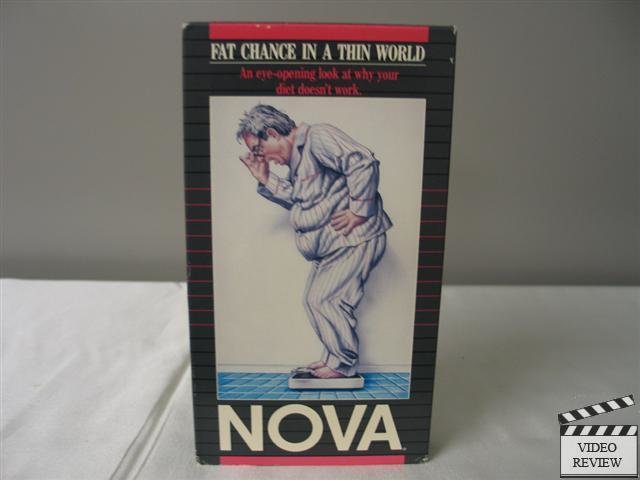 FAT CHANCE IN A THIN WORLD
An eye-opening look at why your
diet doesn't work.
NOVA
VIDEO
REVIEW